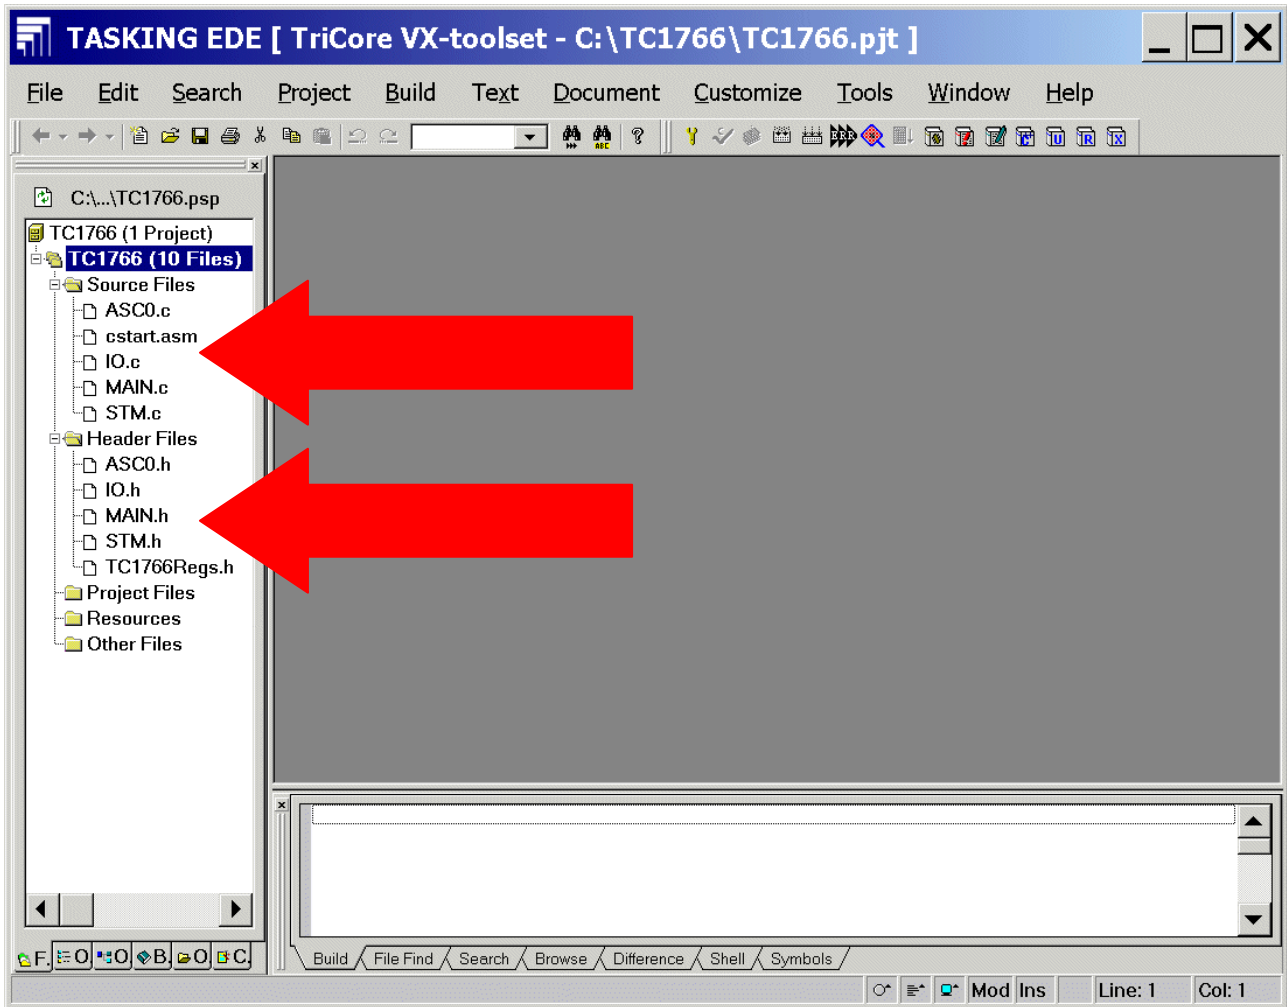 TASKING EDE [ TriCore VX-toolset - C:\TC1766\TC1766.pjt ]
File Edit Search Project Build Text Document Customize Tools Window Help
C:\...\TC1766.psp
TC1766 (1 Project)
TC1766 (10 Files)
Source Files
ASC0.c
cstart.asm
IO.c
MAIN.c
STM.c
Header Files
ASC0.h
IO.h
MAIN.h
STM.h
TC1766Regs.h
Project Files
Resources
Other Files
F. O O B. O C.
Build File Find Search Browse Difference Shell Symbols
Mod Ins Line: 1 Col: 1